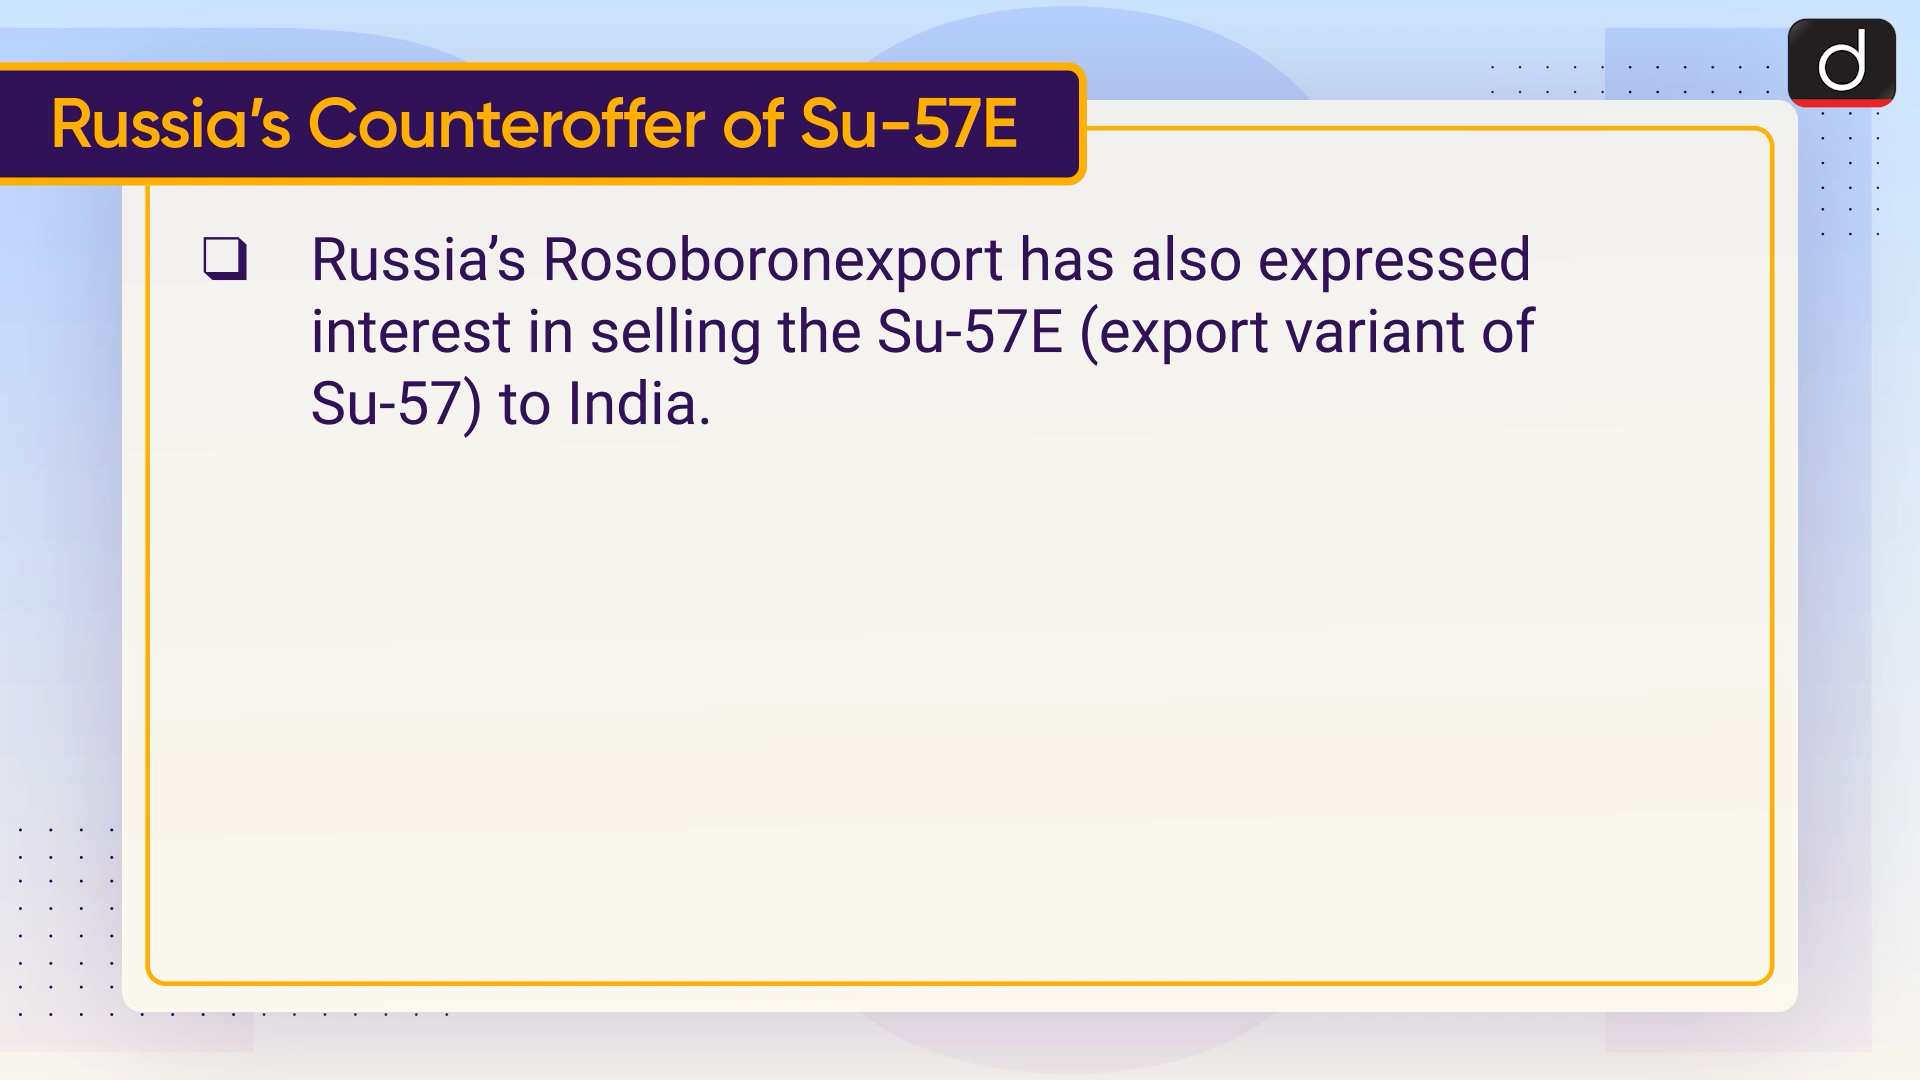 d
Russia’s Counteroffer of Su-57E
❏ Russia’s Rosoboronexport has also expressed
interest in selling the Su-57E (export variant of
Su-57) to India.